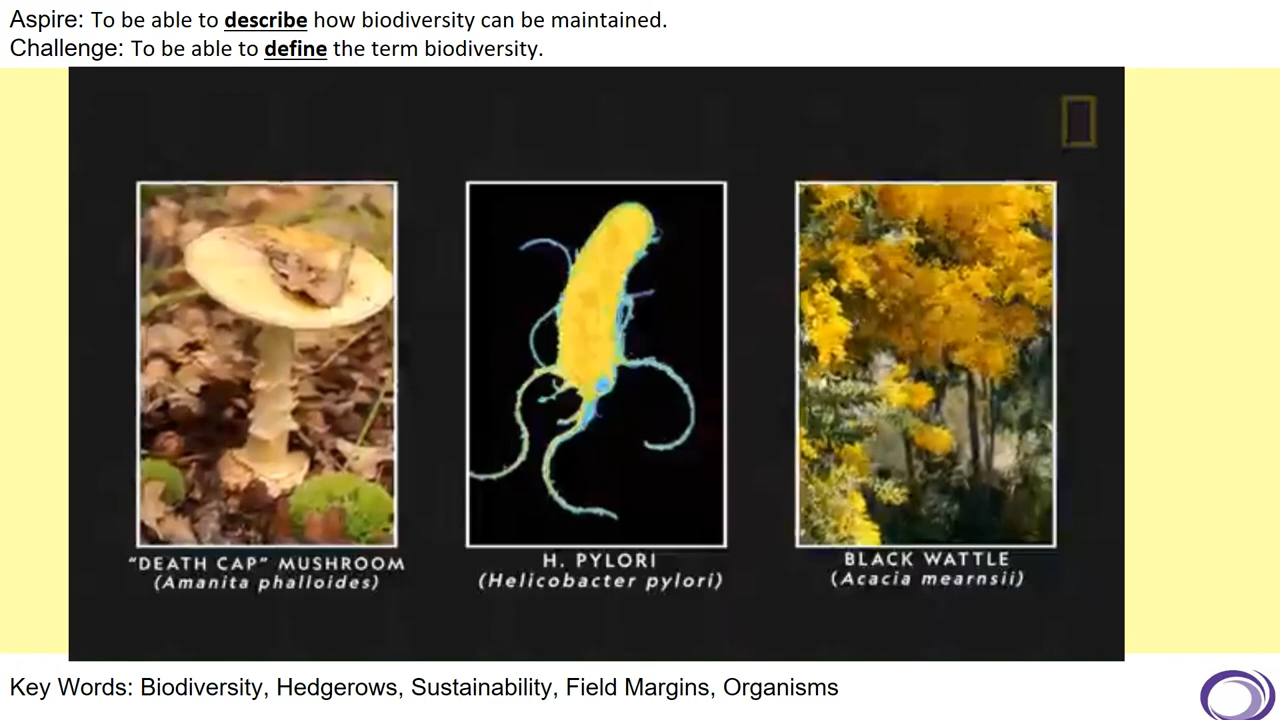 Aspire: To be able to describe how biodiversity can be maintained.
Challenge: To be able to define the term biodiversity.
"DEATH CAP" MUSHROOM
(Amanita phalloides)
H. PYLORI
(Helicobacter pylori)
BLACK WATTLE
(Acacia mearnsii)
Key Words: Biodiversity, Hedgerows, Sustainability, Field Margins, Organisms